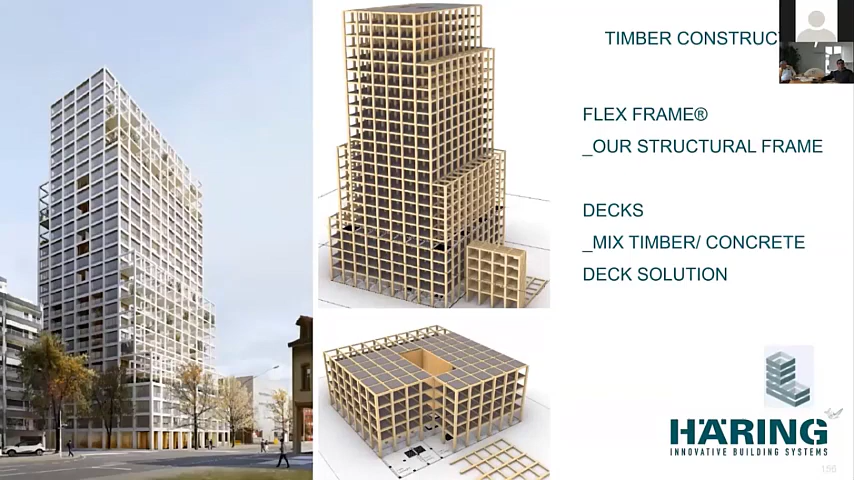 TIMBER CONSTRUC
FLEX FRAME®
_OUR STRUCTURAL FRAME
DECKS
_MIX TIMBER/ CONCRETE
DECK SOLUTION
HÄRING
INNOVATIVE BUILDING SYSTEMS